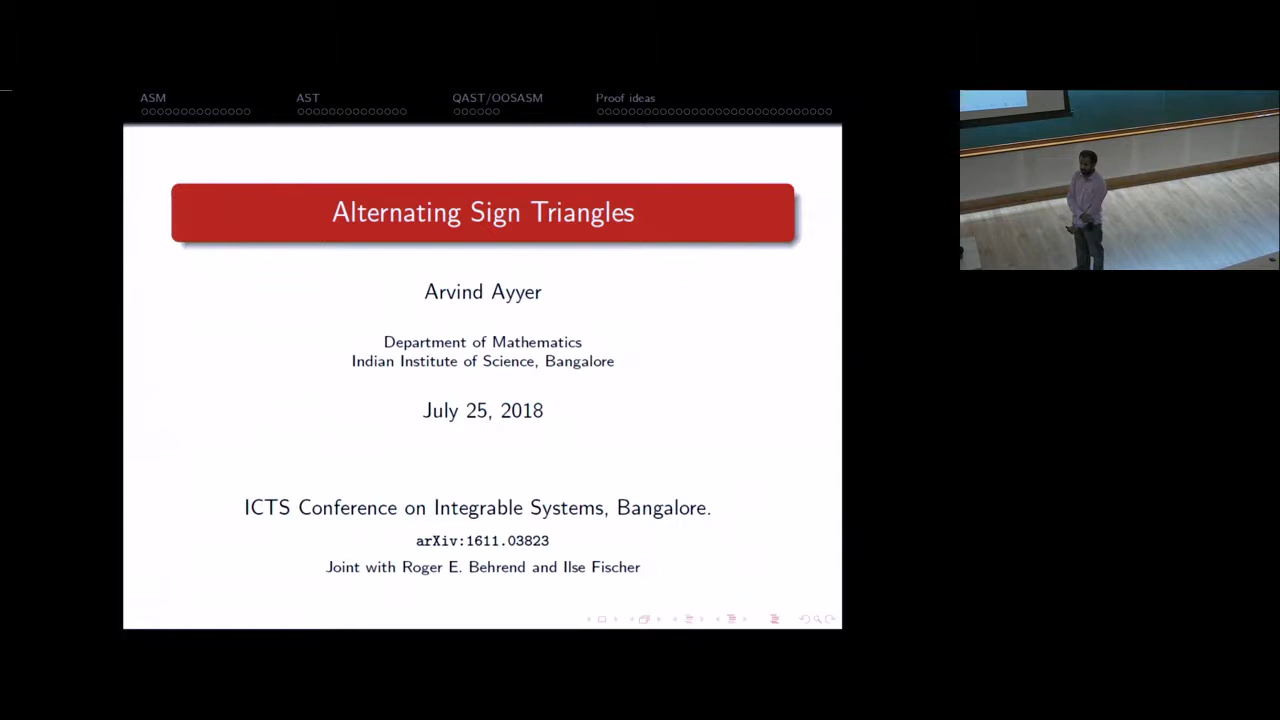 ASM AST QAST/OOSASM Proof ideas
Alternating Sign Triangles
Arvind Ayyer
Department of Mathematics
Indian Institute of Science, Bangalore
July 25, 2018
ICTS Conference on Integrable Systems, Bangalore.
arXiv:1611.03823
Joint with Roger E. Behrend and Ilse Fischer